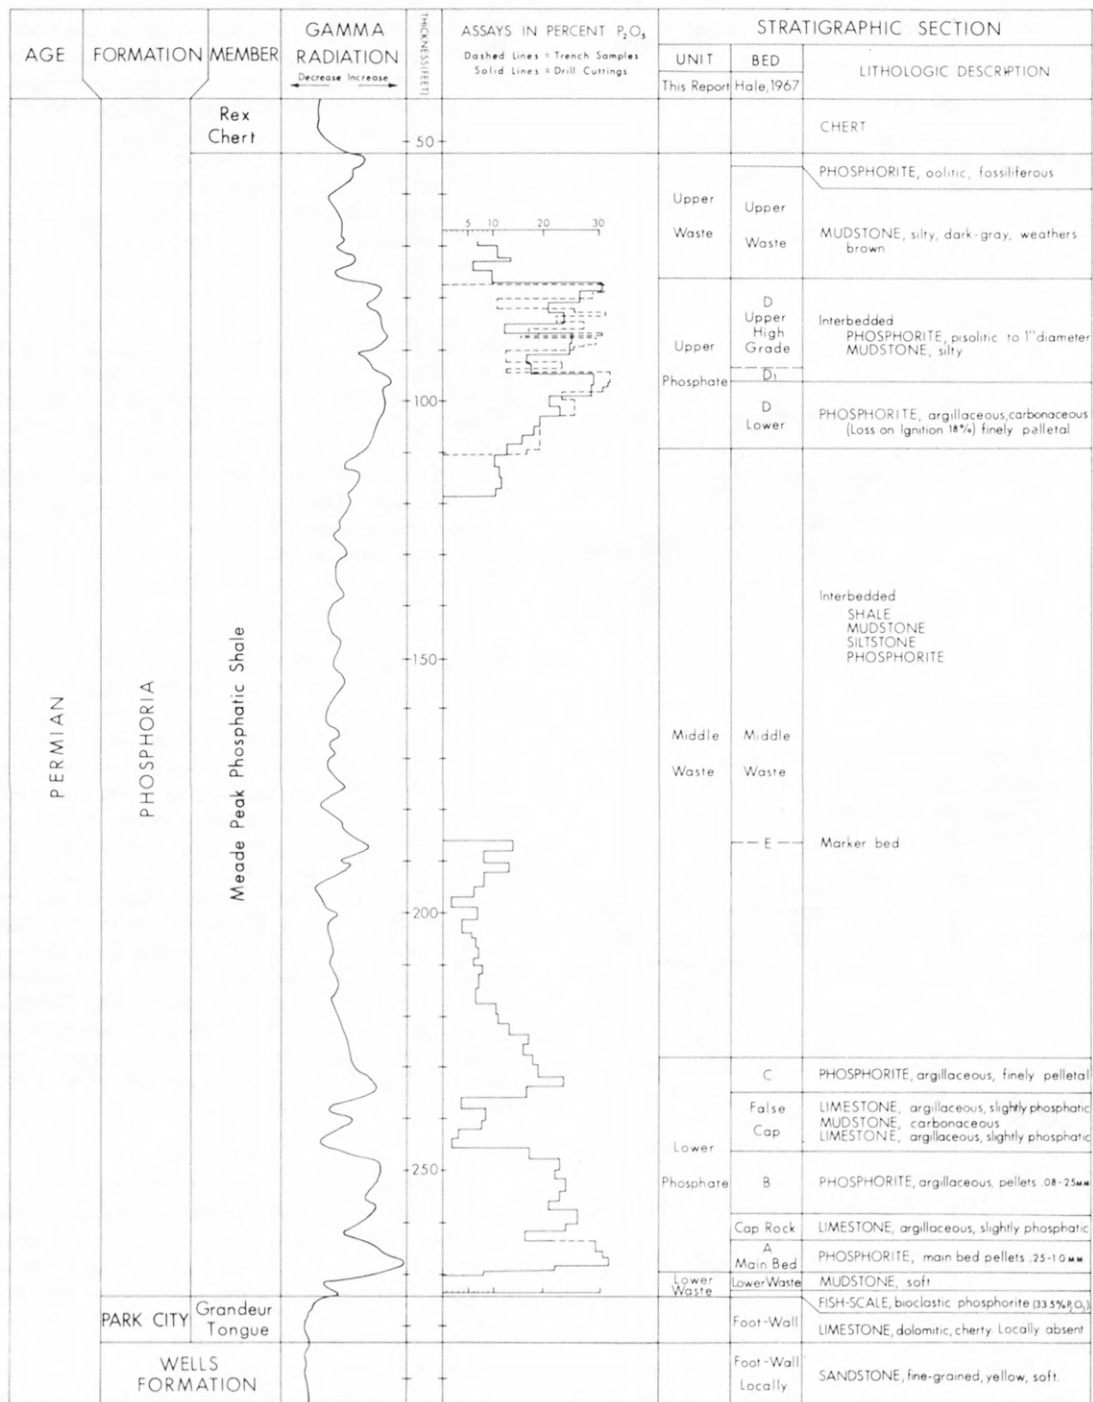 AGE
FORMATION
MEMBER
GAMMA
RADIATION
Decrease Increase
THICKNESS(FEET)
ASSAYS IN PERCENT P₂O₅
Dashed Lines = Trench Samples
Solid Lines = Drill Cuttings
STRATIGRAPHIC SECTION
UNIT
BED
LITHOLOGIC DESCRIPTION
This Report
Hale, 1967
Rex
Chert
50
CHERT
PHOSPHORITE, oolitic, fossiliferous
Upper
Waste
Upper
Waste
MUDSTONE, silty, dark-gray, weathers
brown
5 10 20 30
Upper
Phosphate
D
Upper
High
Grade
D₁
Interbedded
PHOSPHORITE, pisolitic to 1" diameter
MUDSTONE, silty
100
D
Lower
PHOSPHORITE, argillaceous, carbonaceous
(Loss on Ignition 18%) finely palletal
Interbedded
SHALE
MUDSTONE
SILTSTONE
PHOSPHORITE
150
PERMIAN
PHOSPHORIA
Meade Peak Phosphatic Shale
Middle
Waste
Middle
Waste
E
Marker bed
200
C
PHOSPHORITE, argillaceous, finely pelletal
False
Cap
LIMESTONE, argillaceous, slightly phosphatic
MUDSTONE, carbonaceous
LIMESTONE, argillaceous, slightly phosphatic
Lower
Phosphate
250
B
PHOSPHORITE, argillaceous, pellets .08-.25MM
Cap Rock
LIMESTONE, argillaceous, slightly phosphatic
A
Main Bed
PHOSPHORITE, main bed pellets .25-1.0MM
Lower
Waste
Lower Waste
MUDSTONE, soft
FISH-SCALE, bioclastic phosphorite (33.5%P₂O₅)
PARK CITY
Grandeur
Tongue
Foot-Wall
LIMESTONE, dolomitic, cherty. Locally absent
WELLS
FORMATION
Foot-Wall
Locally
SANDSTONE, fine-grained, yellow, soft.